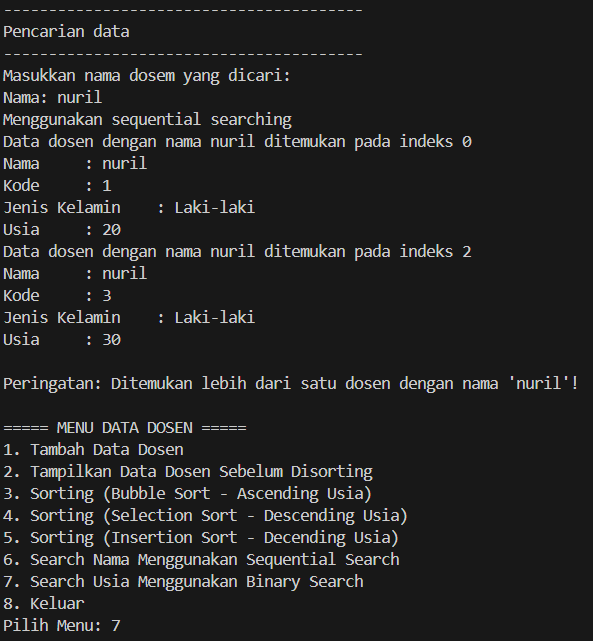 ----------------------------------------
Pencarian data
----------------------------------------
Masukkan nama dosem yang dicari:
Nama: nuril
Menggunakan sequential searching
Data dosen dengan nama nuril ditemukan pada indeks 0
Nama     : nuril
Kode     : 1
Jenis Kelamin    : Laki-laki
Usia     : 20
Data dosen dengan nama nuril ditemukan pada indeks 2
Nama     : nuril
Kode     : 3
Jenis Kelamin    : Laki-laki
Usia     : 30
Peringatan: Ditemukan lebih dari satu dosen dengan nama 'nuril'!
===== MENU DATA DOSEN =====
1. Tambah Data Dosen
2. Tampilkan Data Dosen Sebelum Disorting
3. Sorting (Bubble Sort - Ascending Usia)
4. Sorting (Selection Sort - Descending Usia)
5. Sorting (Insertion Sort - Decending Usia)
6. Search Nama Menggunakan Sequential Search
7. Search Usia Menggunakan Binary Search
8. Keluar
Pilih Menu: 7